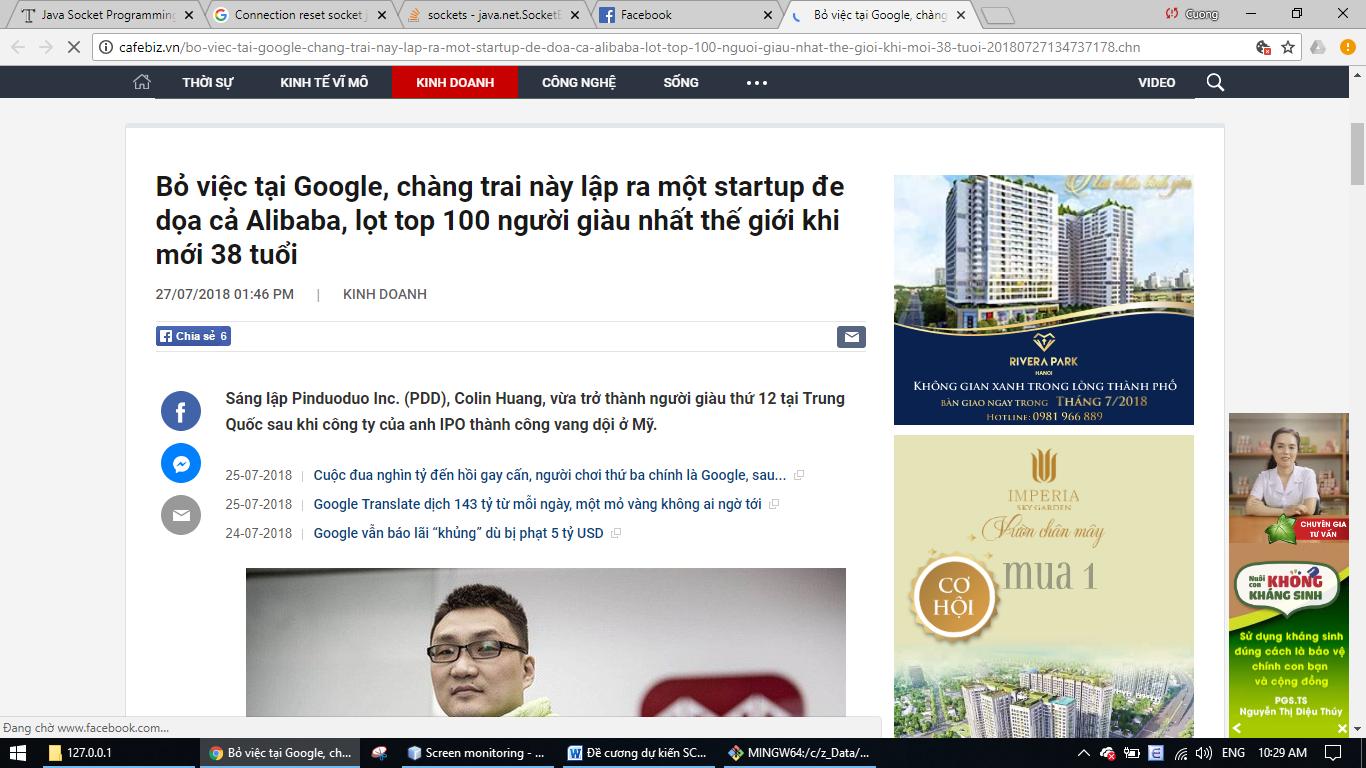 Java Socket Programming
Connection reset socket j
sockets - java.net.SocketE
Facebook
Bỏ việc tại Google, chàng
Cuong
cafebiz.vn/bo-viec-tai-google-chang-trai-nay-lap-ra-mot-startup-de-doa-ca-alibaba-lot-top-100-nguoi-giau-nhat-the-gioi-khi-moi-38-tuoi-20180727134737178.chn
THỜI SỰ
KINH TẾ VĨ MÔ
KINH DOANH
CÔNG NGHỆ
SỐNG
VIDEO
Bỏ việc tại Google, chàng trai này lập ra một startup đe
dọa cả Alibaba, lọt top 100 người giàu nhất thế giới khi
mới 38 tuổi
27/07/2018 01:46 PM | KINH DOANH
Chia sẻ 6
Sáng lập Pinduoduo Inc. (PDD), Colin Huang, vừa trở thành người giàu thứ 12 tại Trung
Quốc sau khi công ty của anh IPO thành công vang dội ở Mỹ.
25-07-2018 | Cuộc đua nghìn tỷ đến hồi gay cấn, người chơi thứ ba chính là Google, sau...
25-07-2018 | Google Translate dịch 143 tỷ từ mỗi ngày, một mỏ vàng không ai ngờ tới
24-07-2018 | Google vẫn báo lãi “khủng” dù bị phạt 5 tỷ USD
RIVERA PARK
HANOI
KHÔNG GIAN XANH TRONG LÒNG THÀNH PHỐ
BÀN GIAO NGAY TRONG THÁNG 7/2018
HOTLINE: 0981 966 889
IMPERIA
SKY GARDEN
Vườn chân mây
CƠ
HỘI
mua 1
CHUYÊN GIA
TƯ VẤN
Nuôi
con
KHÔNG
KHÁNG SINH
Sử dụng kháng sinh
đúng cách là bảo vệ
chính con bạn
và cộng đồng
PGS.TS
Nguyễn Thị Diệu Thúy
Đang chờ www.facebook.com...
127.0.0.1
Bỏ việc tại Google, ch...
Screen monitoring - ...
Đề cương dự kiến SC...
MINGW64:/c/z_Data/...
ENG
10:29 AM